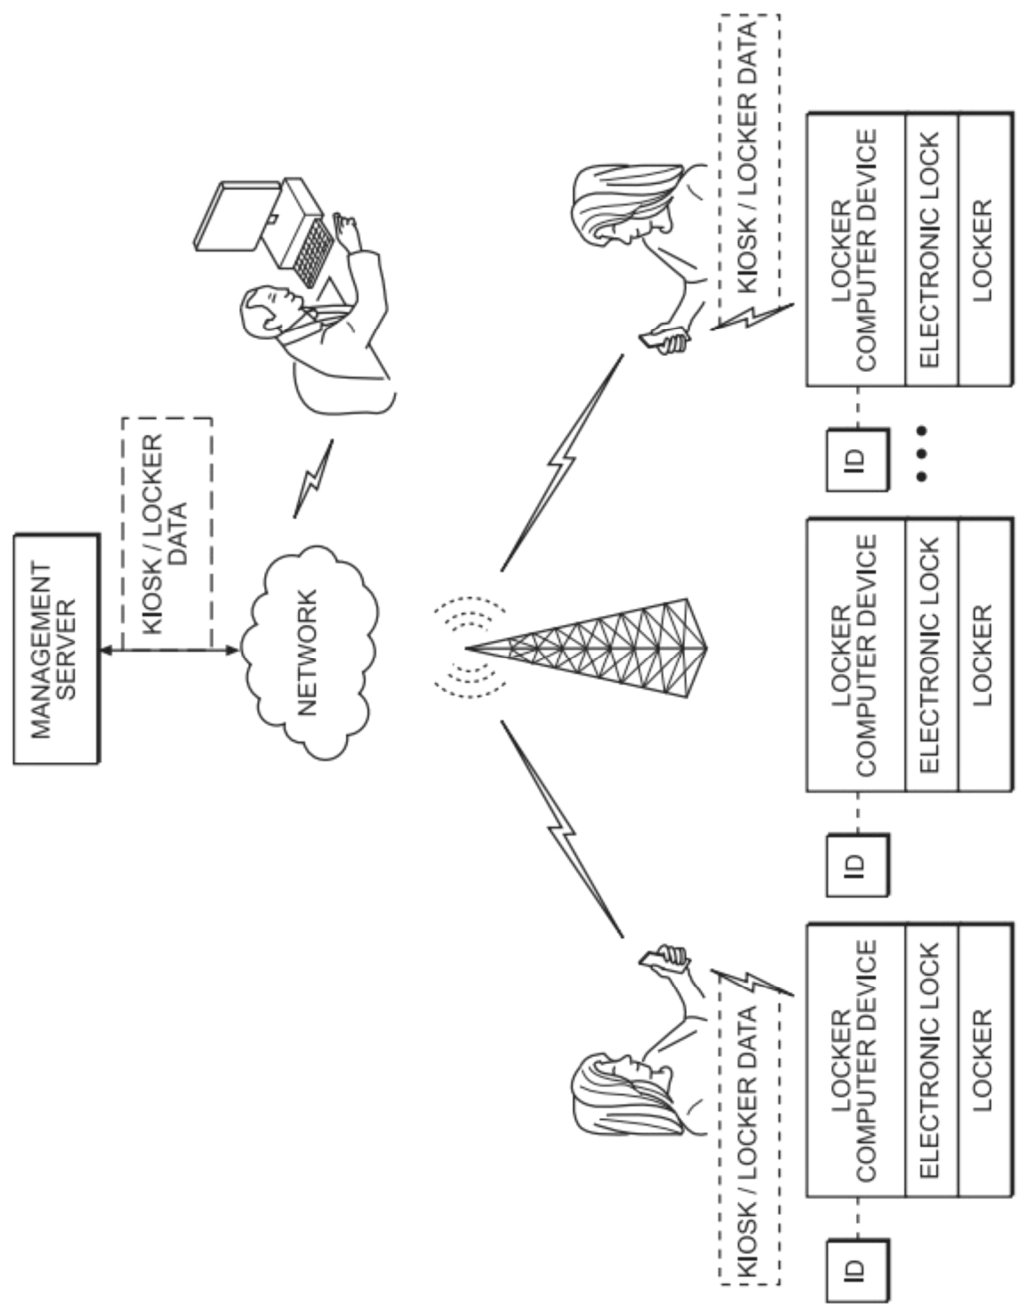 MANAGEMENT
SERVER
KIOSK / LOCKER
DATA
NETWORK
KIOSK / LOCKER DATA
KIOSK / LOCKER DATA
ID
LOCKER
COMPUTER DEVICE
ELECTRONIC LOCK
LOCKER
ID
LOCKER
COMPUTER DEVICE
ELECTRONIC LOCK
LOCKER
ID
LOCKER
COMPUTER DEVICE
ELECTRONIC LOCK
LOCKER